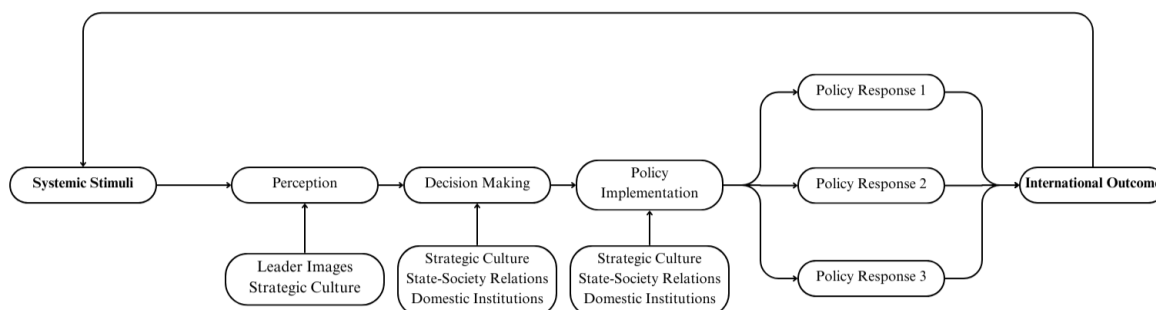 Policy Response 1
Systemic Stimuli
Perception
Decision Making
Policy
Implementation
Policy Response 2
International Outcome
Leader Images
Strategic Culture
Strategic Culture
State-Society Relations
Domestic Institutions
Strategic Culture
State-Society Relations
Domestic Institutions
Policy Response 3